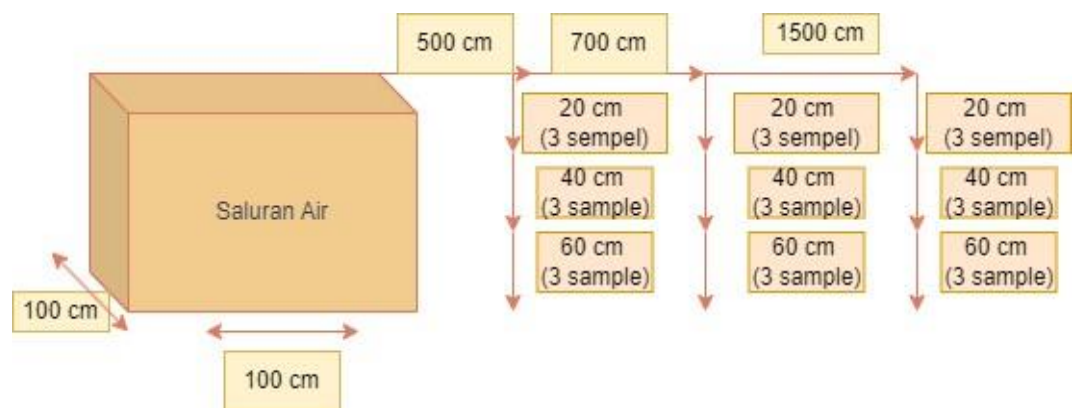 500 cm
700 cm
1500 cm
20 cm
(3 sempel)
20 cm
(3 sempel)
20 cm
(3 sempel)
40 cm
(3 sample)
40 cm
(3 sample)
40 cm
(3 sample)
Saluran Air
60 cm
(3 sample)
60 cm
(3 sample)
60 cm
(3 sample)
100 cm
100 cm